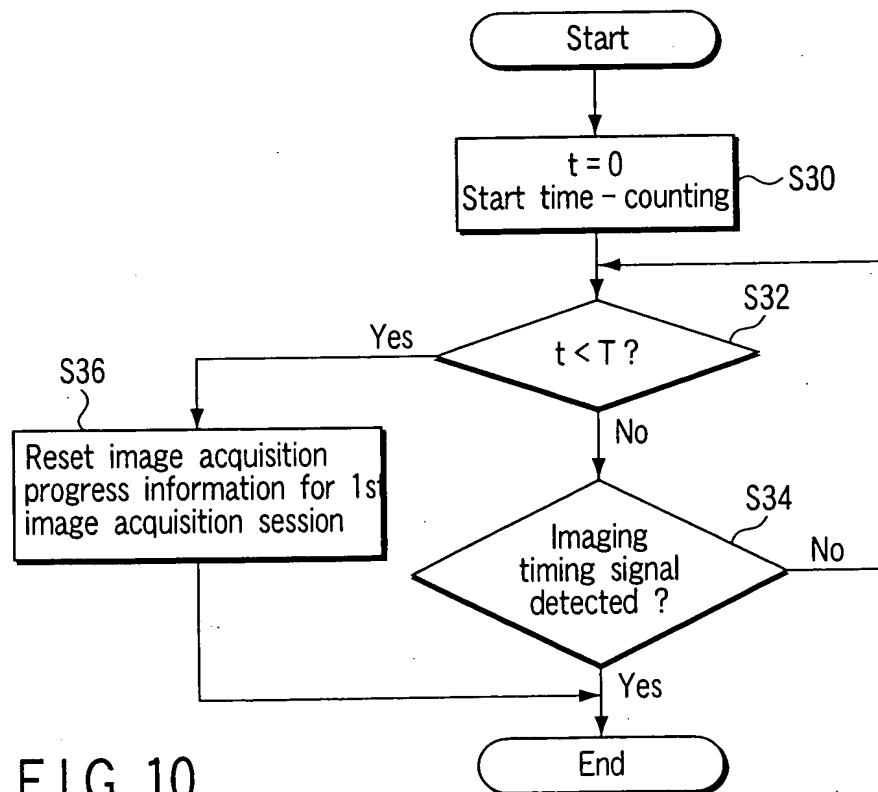 Start
t = 0
Start time - counting
S30
S32
t < T ?
Yes
No
S36
Reset image acquisition
progress information for 1st
image acquisition session
S34
Imaging
timing signal
detected ?
No
Yes
End
FIG. 10